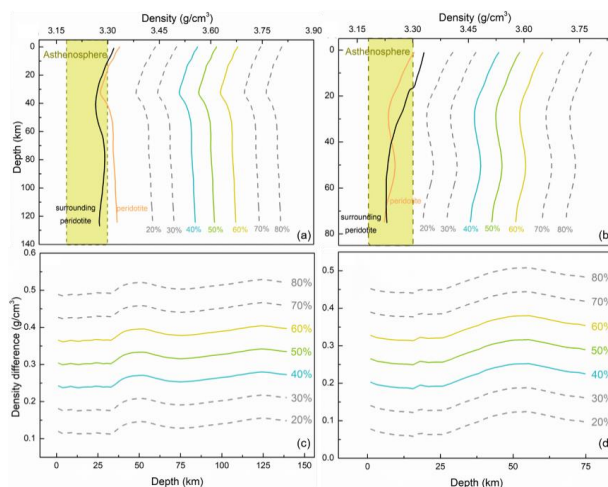 Density (g/cm³)
3.15 3.30 3.45 3.60 3.75 3.90
Asthenosphere
Depth (km)
0
20
40
60
80
100
120
140
surrounding
peridotite
peridotite
20% 30% 40% 50% 60% 70% 80%
(a)
Density (g/cm³)
3.15 3.30 3.45 3.60 3.75
Asthenosphere
0
20
40
60
80
surrounding
peridotite
peridotite
20% 30% 40% 50% 60% 70% 80%
(b)
Density difference (g/cm³)
0.6
0.5
0.4
0.3
0.2
0.1
80%
70%
60%
50%
40%
30%
20%
(c)
0 25 50 75 100 125 150
Depth (km)
0.5
0.4
0.3
0.2
0.1
0.0
80%
70%
60%
50%
40%
30%
20%
(d)
0 25 50 75
Depth (km)